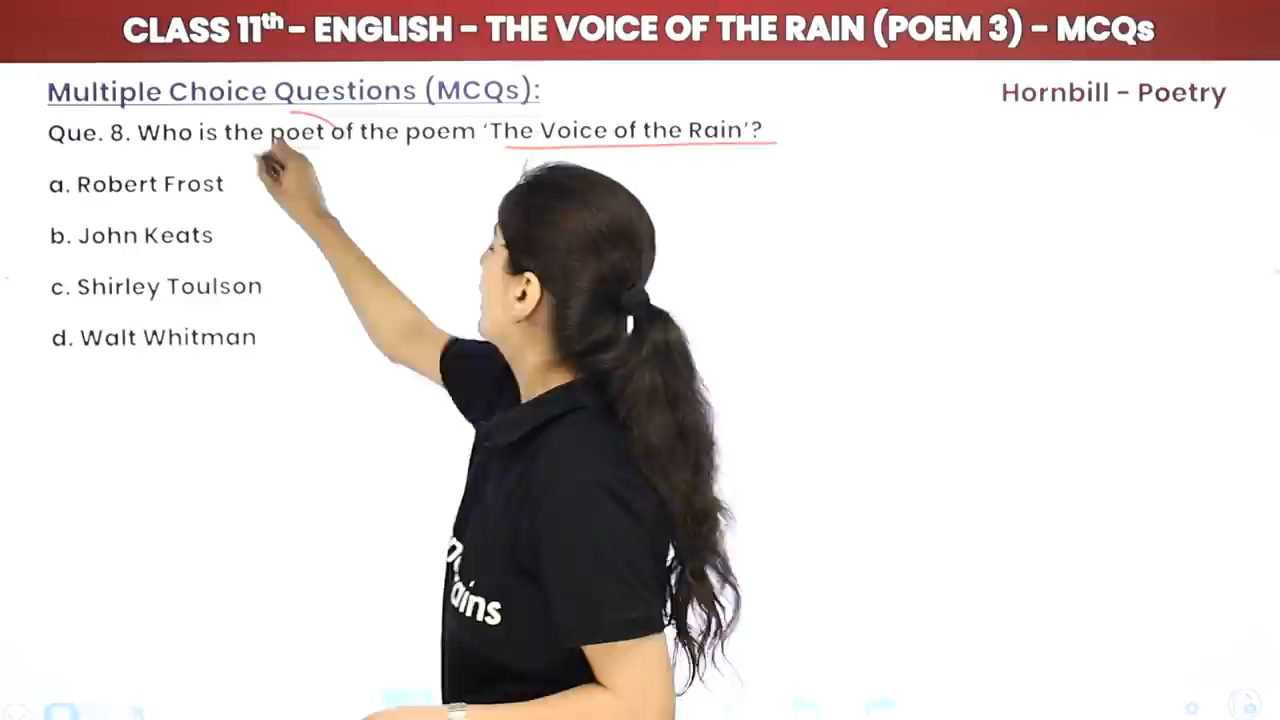 CLASS 11th - ENGLISH - THE VOICE OF THE RAIN (POEM 3) - MCQs
Multiple Choice Questions (MCQs):
Hornbill - Poetry
Que. 8. Who is the poet of the poem ‘The Voice of the Rain’?
a. Robert Frost
b. John Keats
c. Shirley Toulson
d. Walt Whitman